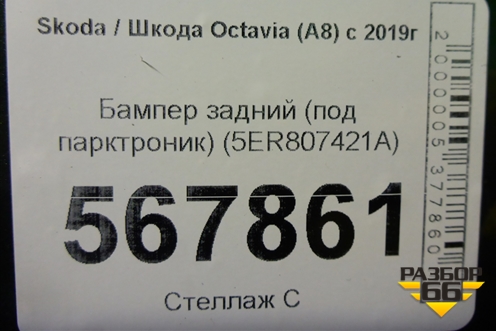 Skoda / Шкода Octavia (A8) с 2019г
Бампер задний (под
парктроник) (5ER807421A)
567861
Стеллаж С
2000005377860
РАЗБОР
66